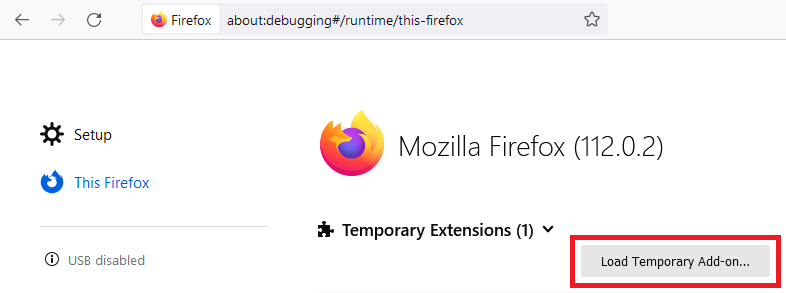 Firefox about:debugging#/runtime/this-firefox
Setup
This Firefox
USB disabled
Mozilla Firefox (112.0.2)
Temporary Extensions (1)
Load Temporary Add-on...